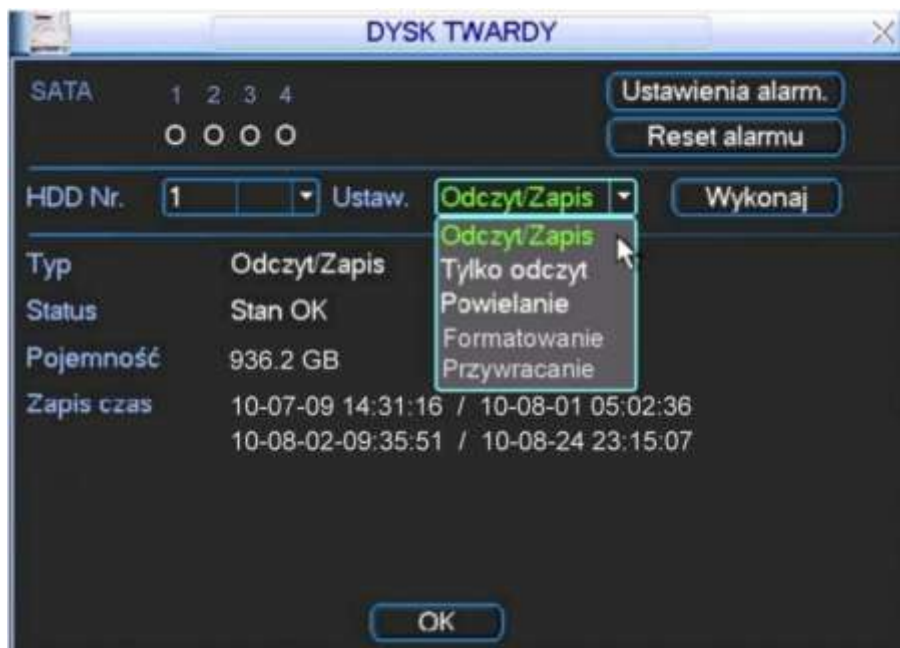 DYSK TWARDY
SATA 1 2 3 4
Ustawienia alarm.
O O O O
Reset alarmu
HDD Nr. 1 Ustaw. Odczyt/Zapis Wykonaj
Odczyt/Zapis
Typ Odczyt/Zapis
Tylko odczyt
Status Stan OK
Powielanie
Formatowanie
Pojemność 936.2 GB
Przywracanie
Zapis czas 10-07-09 14:31:16 / 10-08-01 05:02:36
10-08-02-09:35:51 / 10-08-24 23:15:07
OK